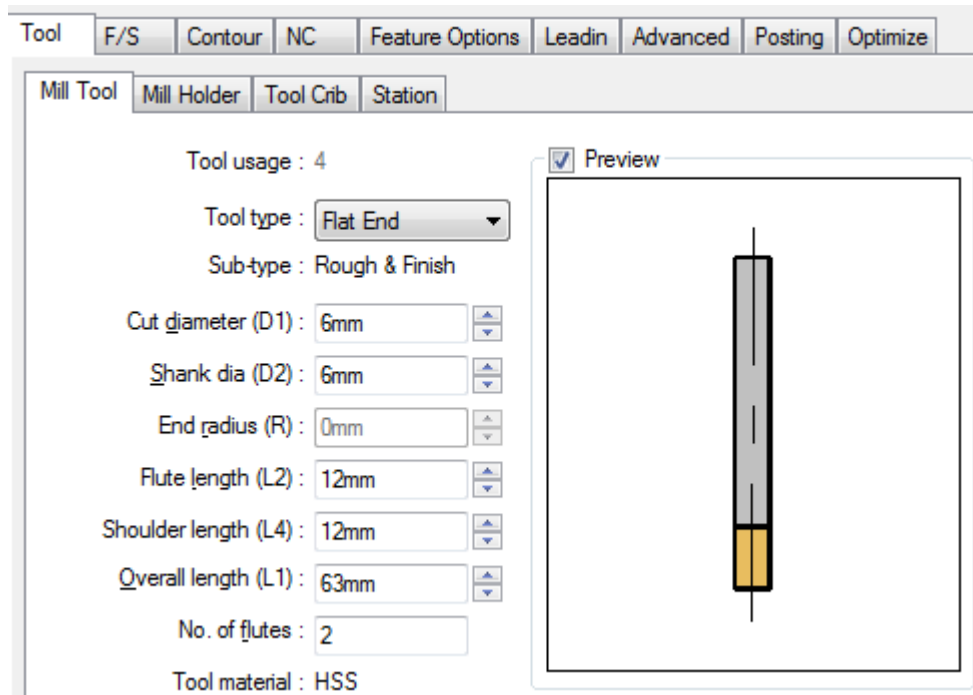 Tool F/S Contour NC Feature Options Leadin Advanced Posting Optimize
Mill Tool Mill Holder Tool Crib Station
Tool usage : 4
Preview
Tool type : Flat End
Sub-type : Rough & Finish
Cut diameter (D1) : 6mm
Shank dia (D2) : 6mm
End radius (R) : 0mm
Flute length (L2) : 12mm
Shoulder length (L4) : 12mm
Overall length (L1) : 63mm
No. of flutes : 2
Tool material : HSS